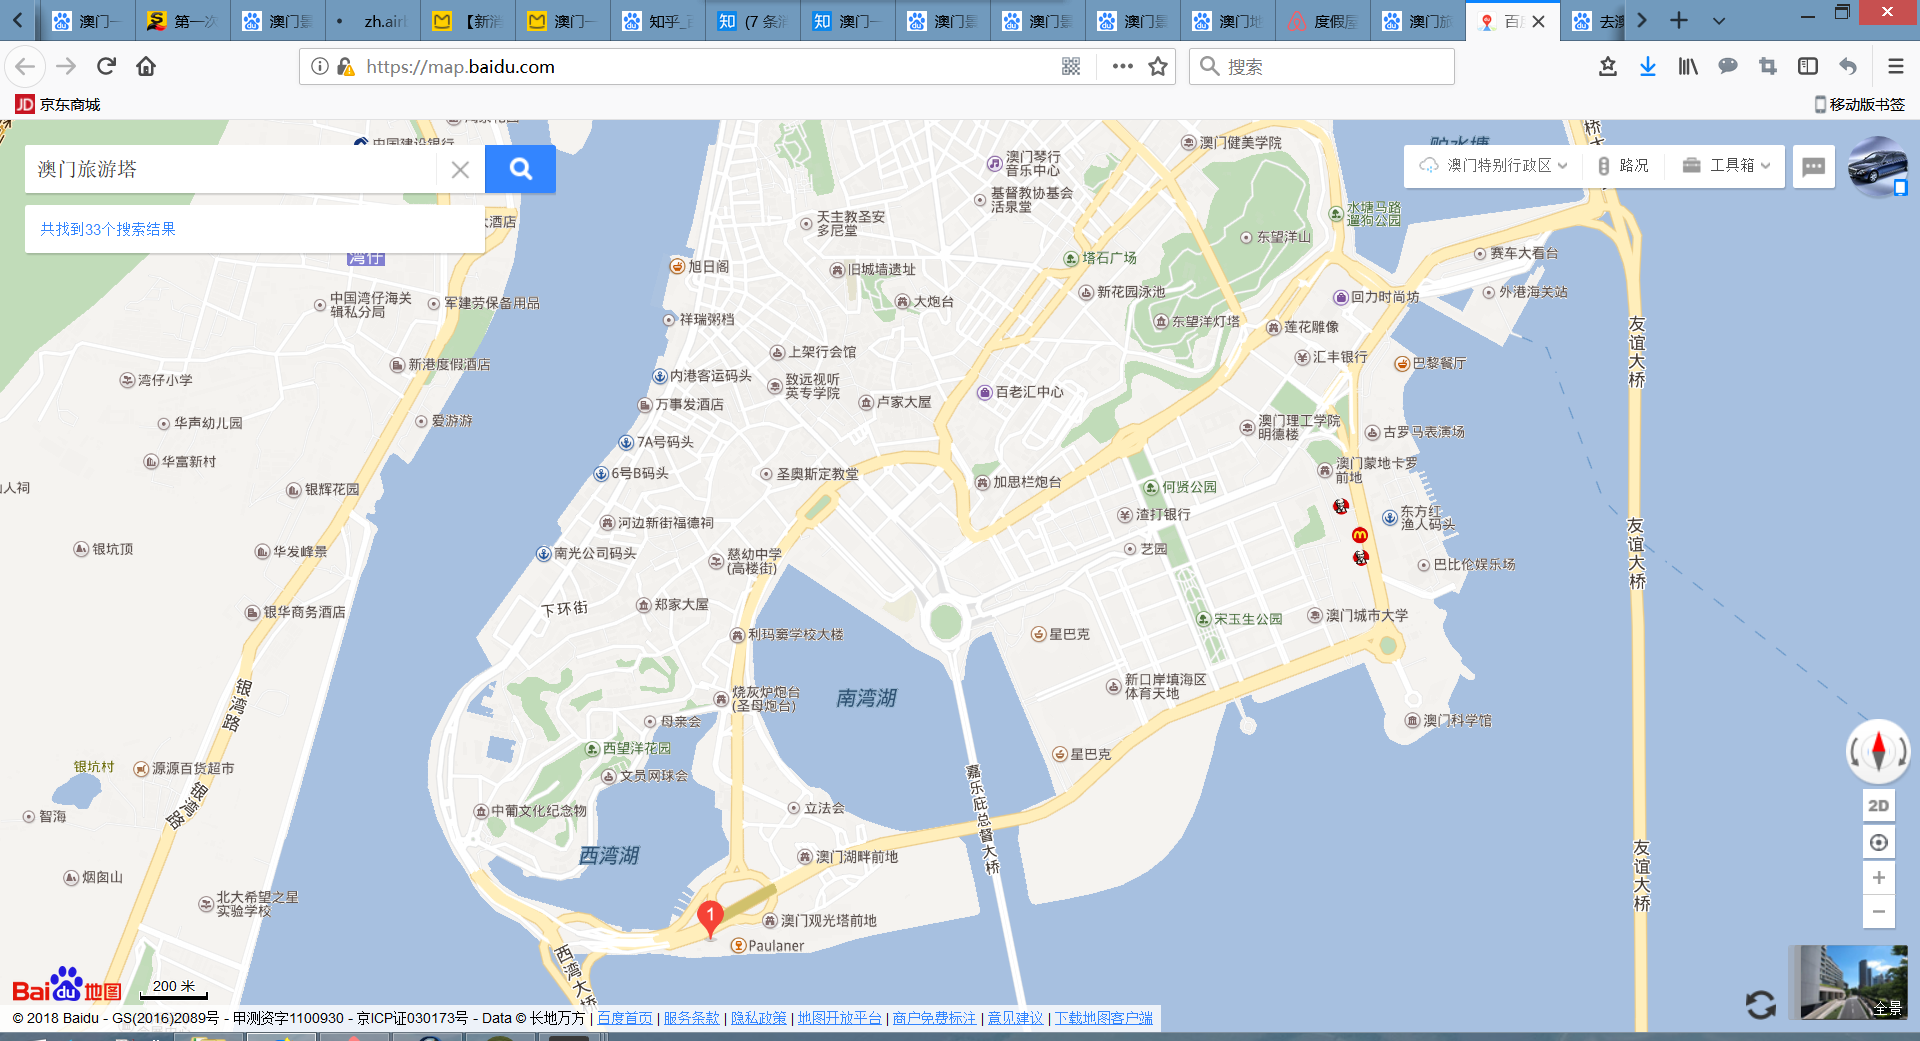 澳门一
第一次
澳门景
zh.airl
【新消
澳门一
知乎_百
(7 条消
澳门一
澳门景
澳门景
澳门景
澳门地
度假屋
澳门旅
百度
去澳
https://map.baidu.com
搜索
JD 京东商城
移动版书签
中国建设银行
澳门旅游塔
共找到33个搜索结果
酒店
湾仔
澳门特别行政区
路况
工具箱
澳门健美学院
澳门琴行
音乐中心
基督教协基会
活泉堂
天主教圣安
多尼堂
水塘马路
遛狗公园
东望洋山
塔石广场
赛车大看台
旭日阁
旧城墙遗址
新花园泳池
回力时尚坊
外港海关站
中国湾仔海关
缉私分局
军建劳保备用品
大炮台
祥瑞粥档
东望洋灯塔
莲花雕像
友谊大桥
上架行会馆
汇丰银行
巴黎餐厅
新港度假酒店
湾仔小学
内港客运码头
致远视听
英专学院
百老汇中心
万事发酒店
卢家大屋
华声幼儿园
爱游游
澳门理工学院
明德楼
古罗马表演场
7A号码头
华富新村
6号B码头
圣奥斯定教堂
加思栏炮台
澳门蒙地卡罗
前地
人祠
银辉花园
何贤公园
河边新街福德祠
渣打银行
东方红
渔人码头
友谊大桥
银坑顶
华发峰景
南光公司码头
慈幼中学
(高楼街)
艺园
巴比伦娱乐场
银华商务酒店
下环街
郑家大屋
宋玉生公园
澳门城市大学
利玛窦学校大楼
星巴克
银湾路
烧灰炉炮台
(圣母炮台)
南湾湖
新口岸填海区
体育天地
母亲会
澳门科学馆
西望洋花园
银坑村
源源百货超市
文员网球会
星巴克
嘉乐庇总督大桥
智海
银湾路
中葡文化纪念物
立法会
2D
西湾湖
澳门湖畔前地
友谊大桥
烟囱山
北大希望之星
实验学校
1
澳门观光塔前地
Paulaner
西湾大桥
Bai du 地图
200 米
全景
© 2018 Baidu - GS(2016)2089号 - 甲测资字1100930 - 京ICP证030173号 - Data © 长地万方 | 百度首页 | 服务条款 | 隐私政策 | 地图开放平台 | 商户免费标注 | 意见建议 | 下载地图客户端